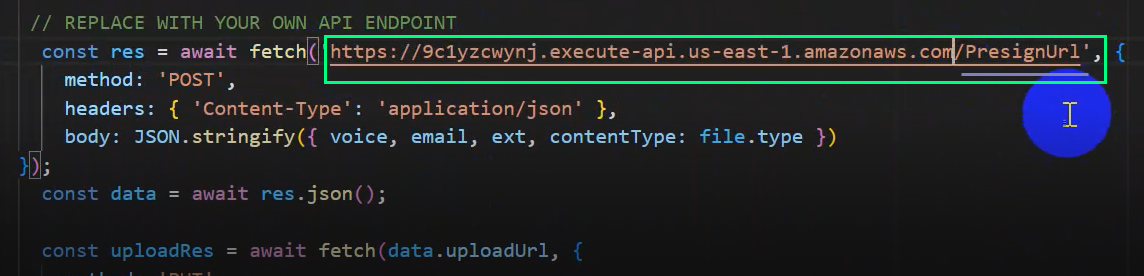 // REPLACE WITH YOUR OWN API ENDPOINT
const res = await fetch('https://9c1yzcwynj.execute-api.us-east-1.amazonaws.com/PresignUrl', {
method: 'POST',
headers: { 'Content-Type': 'application/json' },
body: JSON.stringify({ voice, email, ext, contentType: file.type })
});
const data = await res.json();
const uploadRes = await fetch(data.uploadUrl, {